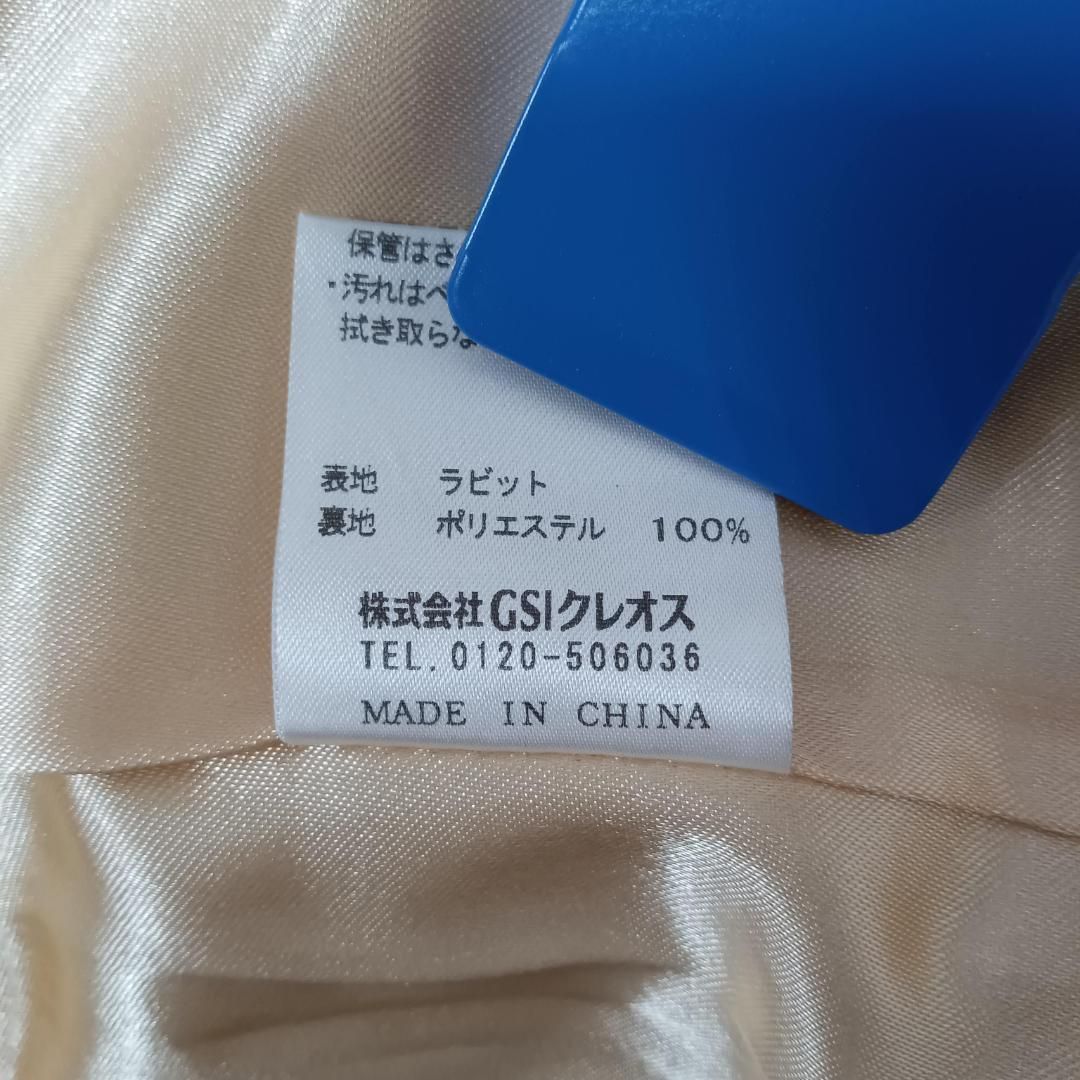 保管はさ
・汚れはベ
拭き取らな
表地 ラビット
裏地 ポリエステル 100%
株式会社GSIクレオス
TEL.0120-506036
MADE IN CHINA